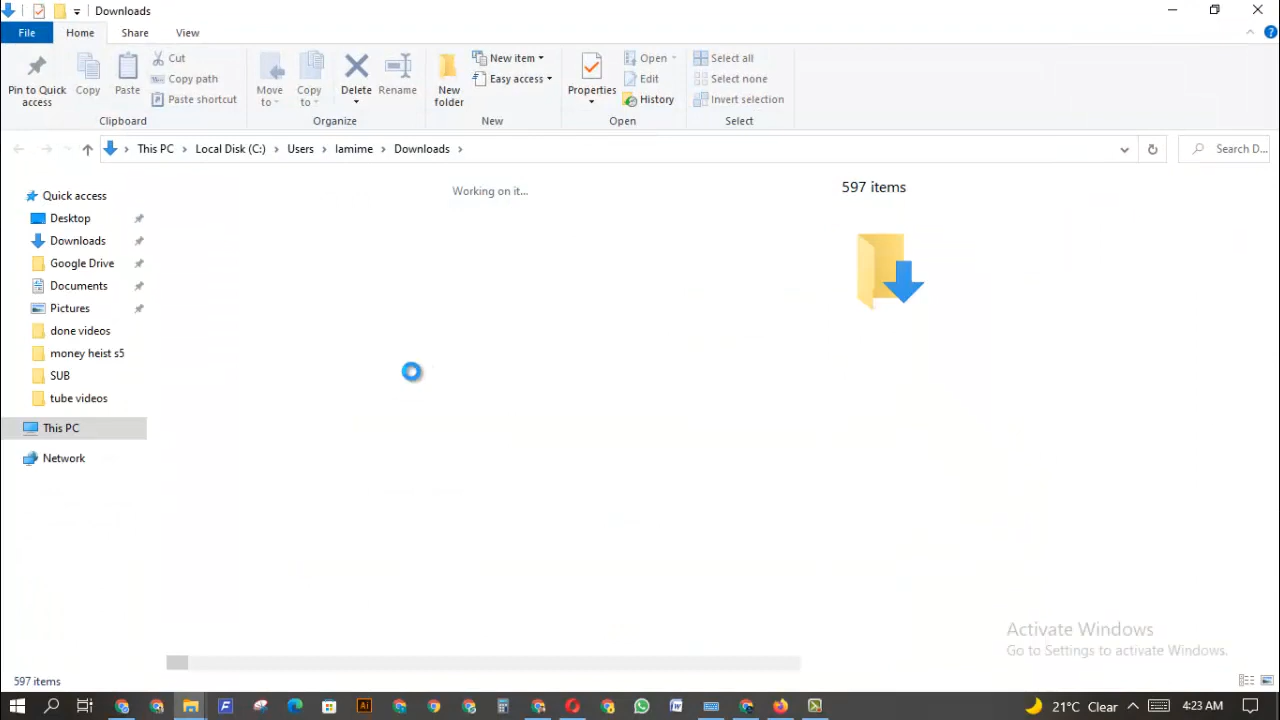 Downloads
File Home Share View
Pin to Quick access
Copy
Paste
Cut
Copy path
Paste shortcut
Clipboard
Move to
Copy to
Delete
Rename
Organize
New folder
New item
Easy access
New
Properties
Open
Edit
History
Open
Select all
Select none
Invert selection
Select
This PC Local Disk (C:) Users lamime Downloads
Search D...
Quick access
Desktop
Downloads
Google Drive
Documents
Pictures
done videos
money heist s5
SUB
tube videos
This PC
Network
Working on it...
597 items
Activate Windows
Go to Settings to activate Windows.
597 items
21°C Clear 4:23 AM